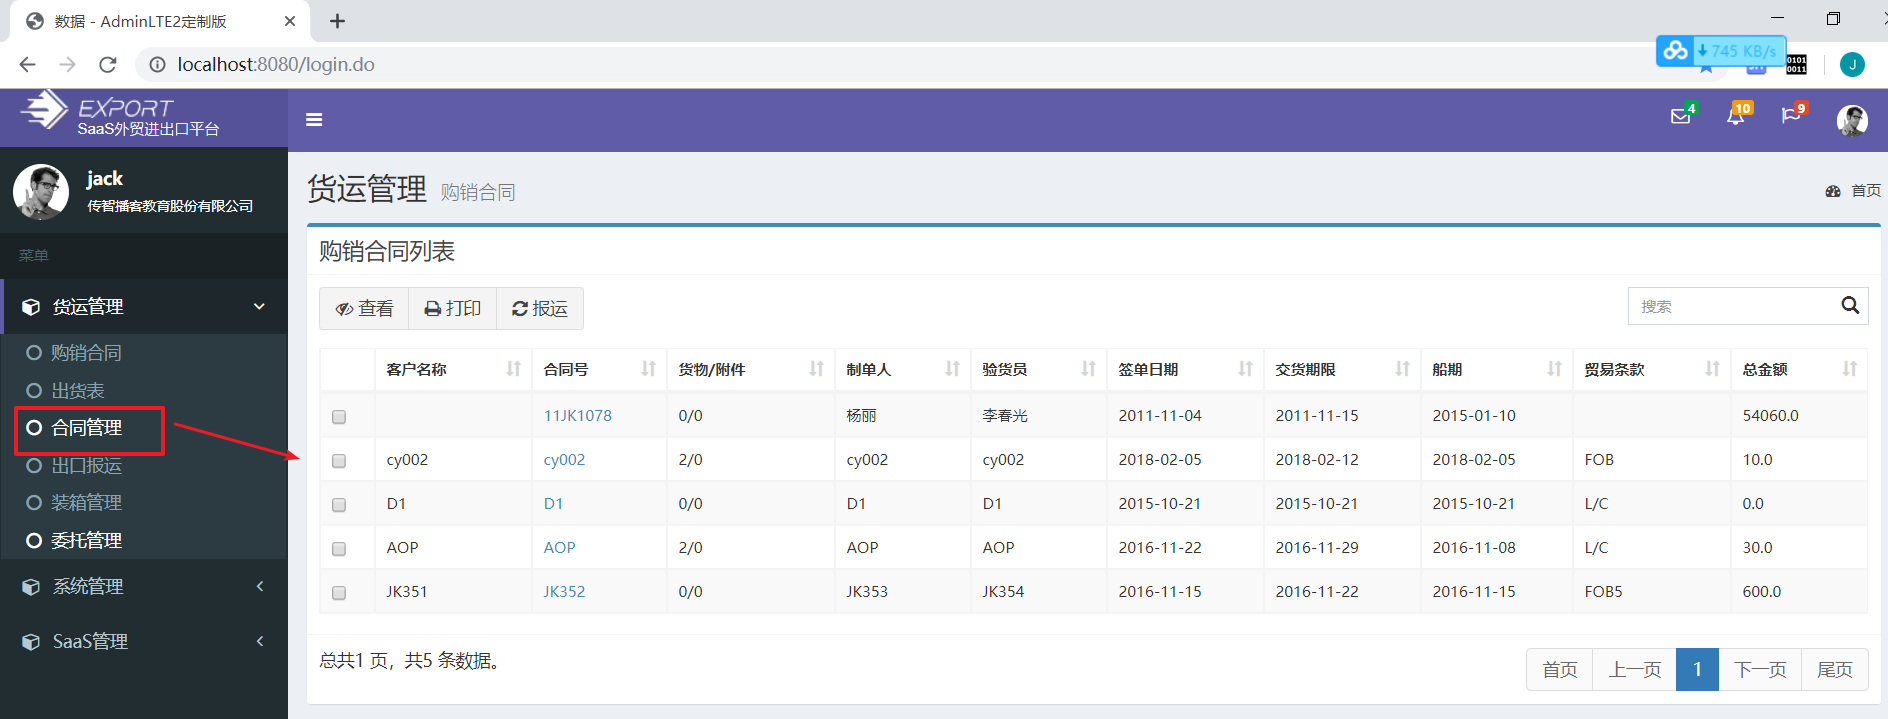 数据 - AdminLTE2定制版
localhost:8080/login.do
745 KB/s
0101
0011
J
EXPORT
SaaS外贸进出口平台
4
10
9
jack
传智播客教育股份有限公司
货运管理 购销合同
首页
菜单
货运管理
购销合同
出货表
合同管理
出口报运
装箱管理
委托管理
系统管理
SaaS管理
购销合同列表
查看 打印 报运
搜索
客户名称 合同号 货物/附件 制单人 验货员 签单日期 交货期限 船期 贸易条款 总金额
11JK1078 0/0 杨丽 李春光 2011-11-04 2011-11-15 2015-01-10 54060.0
cy002 cy002 2/0 cy002 cy002 2018-02-05 2018-02-12 2018-02-05 FOB 10.0
D1 D1 0/0 D1 D1 2015-10-21 2015-10-21 2015-10-21 L/C 0.0
AOP AOP 2/0 AOP AOP 2016-11-22 2016-11-29 2016-11-08 L/C 30.0
JK351 JK352 0/0 JK353 JK354 2016-11-15 2016-11-22 2016-11-15 FOB5 600.0
总共1 页，共5 条数据。
首页 上一页 1 下一页 尾页